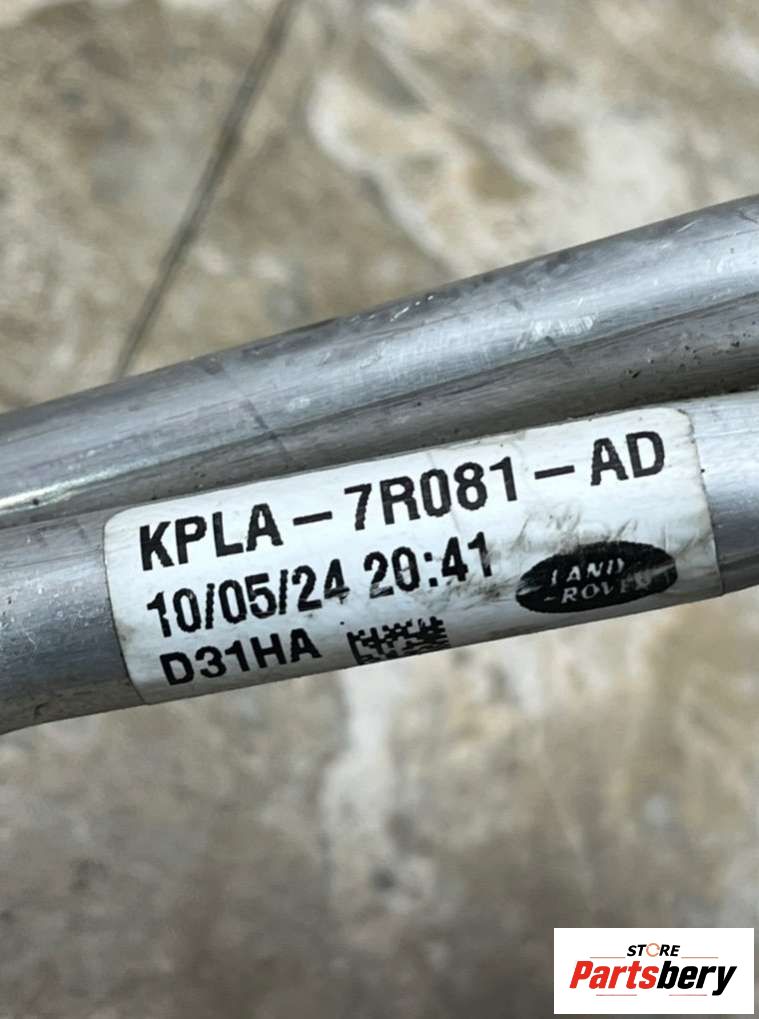 KPLA-7R081-AD
10/05/24 20:41
LAND
-ROVER
D31HA
STORE
Partsbery